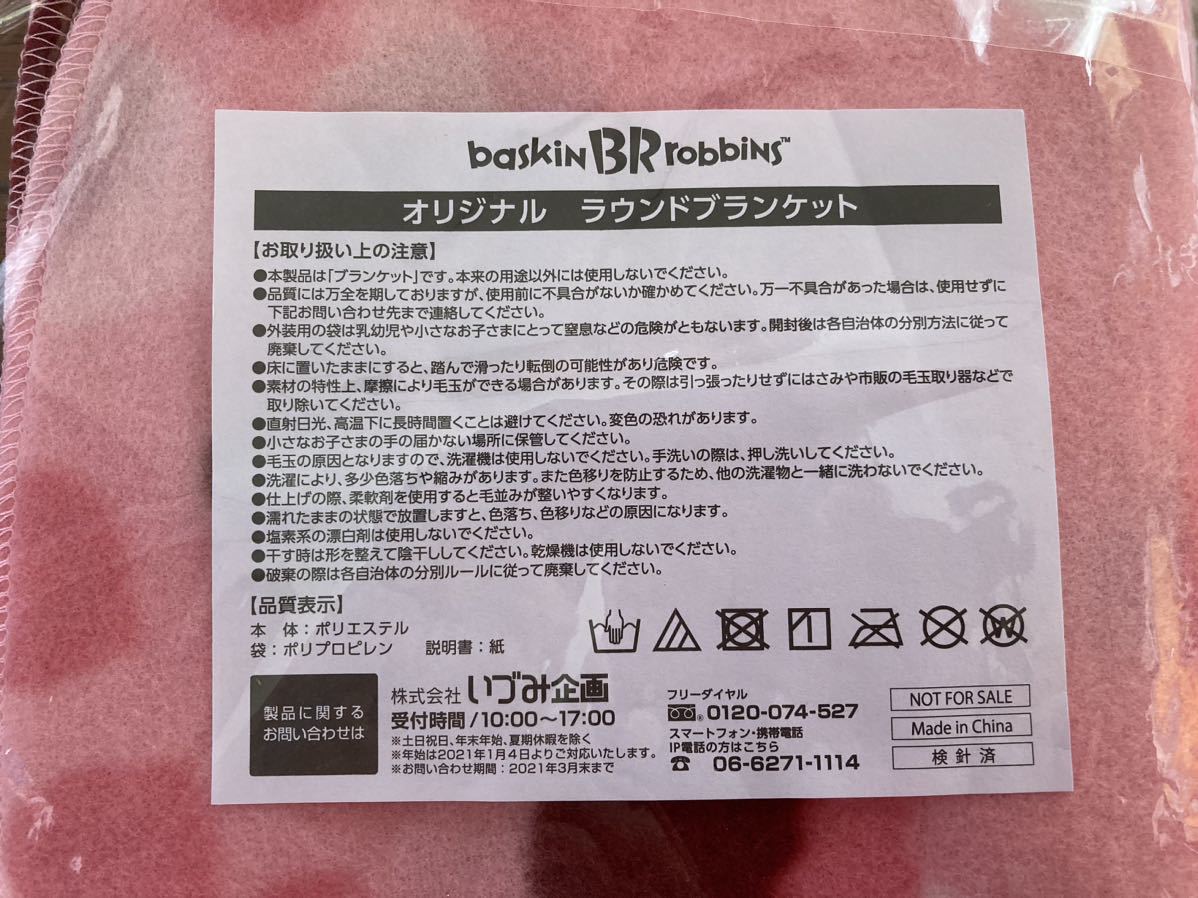 baskin BR robbins™
オリジナル ラウンドブランケット
【お取り扱い上の注意】
●本製品は「ブランケット」です。本来の用途以外には使用しないでください。
●品質には万全を期しておりますが、使用前に不具合がないか確かめてください。万一不具合があった場合は、使用せずに
下記お問い合わせ先まで連絡してください。
●外装用の袋は乳幼児や小さなお子さまにとって窒息などの危険がともないます。開封後は各自治体の分別方法に従って
廃棄してください。
●床に置いたままにすると、踏んで滑ったり転倒の可能性があり危険です。
●素材の特性上、摩擦により毛玉ができる場合があります。その際は引っ張ったりせずにはさみや市販の毛玉取り器などで
取り除いてください。
●直射日光、高温下に長時間置くことは避けてください。変色の恐れがあります。
●小さなお子さまの手の届かない場所に保管してください。
●毛玉の原因となりますので、洗濯機は使用しないでください。手洗いの際は、押し洗いしてください。
●洗濯により、多少色落ちや縮みがあります。また色移りを防止するため、他の洗濯物と一緒に洗わないでください。
●仕上げの際、柔軟剤を使用すると毛並みが整いやすくなります。
●濡れたままの状態で放置しますと、色落ち、色移りなどの原因になります。
●塩素系の漂白剤は使用しないでください。
●干す時は形を整えて陰干ししてください。乾燥機は使用しないでください。
●破棄の際は各自治体の分別ルールに従って廃棄してください。
【品質表示】
本 体：ポリエステル
袋：ポリプロピレン 説明書：紙
W
製品に関する
お問い合わせは
株式会社 いづみ企画
受付時間/10:00～17:00
※土日祝日、年末年始、夏期休暇を除く
※年始は2021年1月4日よりご対応いたします。
※お問い合わせ期間：2021年3月末まで
フリーダイヤル
0120-074-527
スマートフォン・携帯電話
IP電話の方はこちら
☎ 06-6271-1114
NOT FOR SALE
Made in China
検 針 済